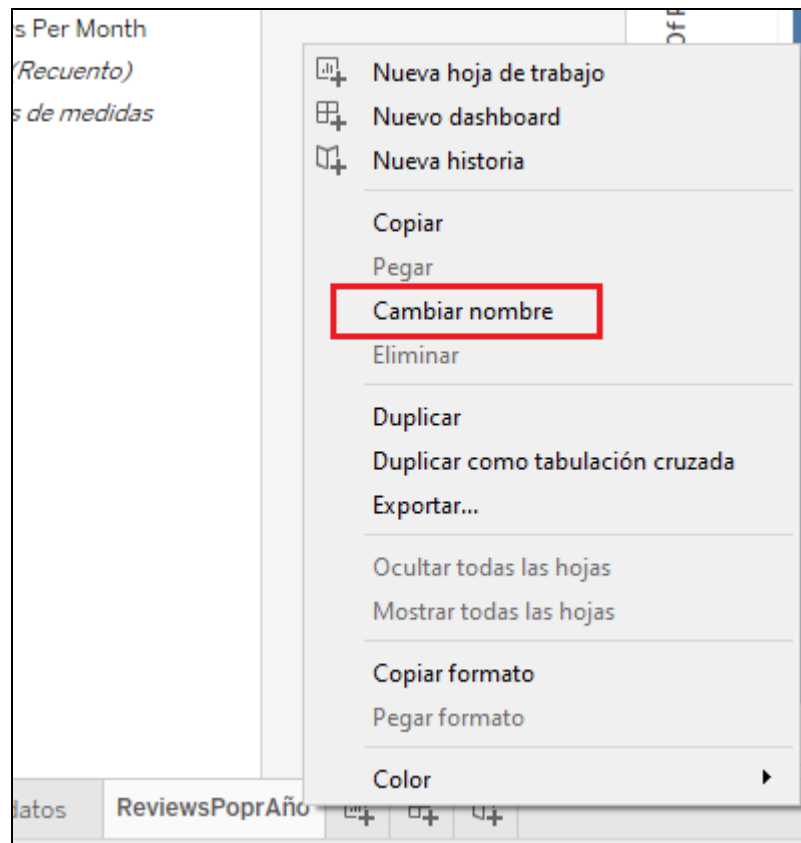 s Per Month
(Recuento)
s de medidas
Of
Nueva hoja de trabajo
Nuevo dashboard
Nueva historia
Copiar
Pegar
Cambiar nombre
Eliminar
Duplicar
Duplicar como tabulación cruzada
Exportar...
Ocultar todas las hojas
Mostrar todas las hojas
Copiar formato
Pegar formato
Color
datos ReviewsPoprAño